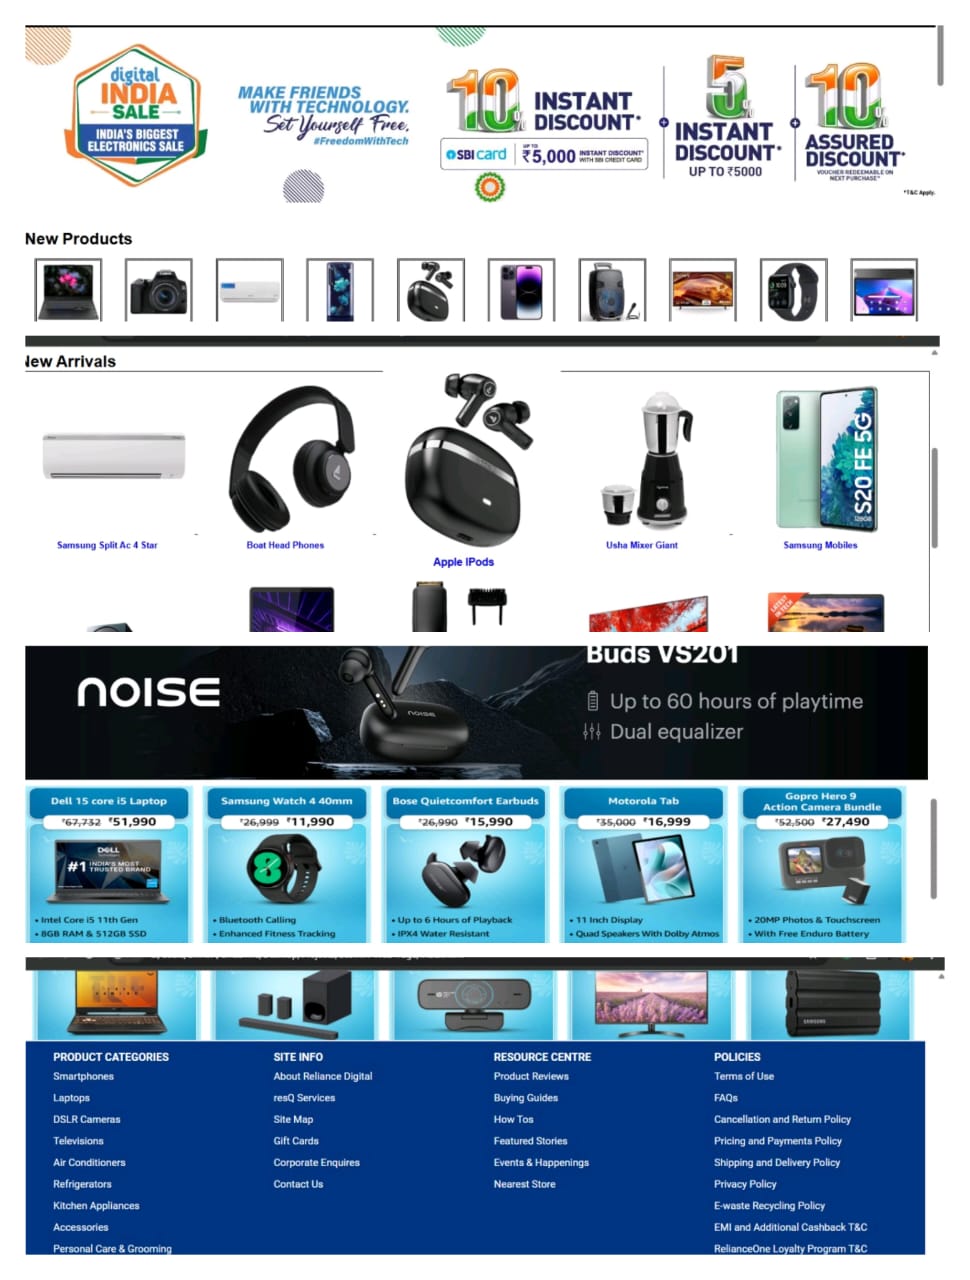 digital
INDIA
SALE
INDIA'S BIGGEST
ELECTRONICS SALE
MAKE FRIENDS
WITH TECHNOLOGY.
Set Yourself Free.
#FreedomWithTech
10% INSTANT
DISCOUNT*
SBI card UP TO ₹5,000 INSTANT DISCOUNT* WITH SBI CREDIT CARD
+
5%
INSTANT
DISCOUNT*
UP TO ₹5000
+
10%
ASSURED
DISCOUNT*
VOUCHER REDEEMABLE ON
NEXT PURCHASE*
*T&C Apply.
New Products
New Arrivals
S20 FE 5G
128GB
Samsung Split Ac 4 Star
Boat Head Phones
Apple IPods
Usha Mixer Giant
Samsung Mobiles
LATEST
IN TECH
noise
noise
Buds VS201
Up to 60 hours of playtime
Dual equalizer
Dell 15 core i5 Laptop
₹67,732 ₹51,990
DELL
#1 INDIA'S MOST
TRUSTED BRAND
• Intel Core i5 11th Gen
• 8GB RAM & 512GB SSD
Samsung Watch 4 40mm
₹26,999 ₹11,990
• Bluetooth Calling
• Enhanced Fitness Tracking
Bose Quietcomfort Earbuds
₹26,990 ₹15,990
• Up to 6 Hours of Playback
• IPX4 Water Resistant
Motorola Tab
₹35,000 ₹16,999
• 11 Inch Display
• Quad Speakers With Dolby Atmos
Gopro Hero 9
Action Camera Bundle
₹52,500 ₹27,490
• 20MP Photos & Touchscreen
• With Free Enduro Battery
SAMSUNG
PRODUCT CATEGORIES
Smartphones
Laptops
DSLR Cameras
Televisions
Air Conditioners
Refrigerators
Kitchen Appliances
Accessories
Personal Care & Grooming
SITE INFO
About Reliance Digital
resQ Services
Site Map
Gift Cards
Corporate Enquires
Contact Us
RESOURCE CENTRE
Product Reviews
Buying Guides
How Tos
Featured Stories
Events & Happenings
Nearest Store
POLICIES
Terms of Use
FAQs
Cancellation and Return Policy
Pricing and Payments Policy
Shipping and Delivery Policy
Privacy Policy
E-waste Recycling Policy
EMI and Additional Cashback T&C
RelianceOne Loyalty Program T&C